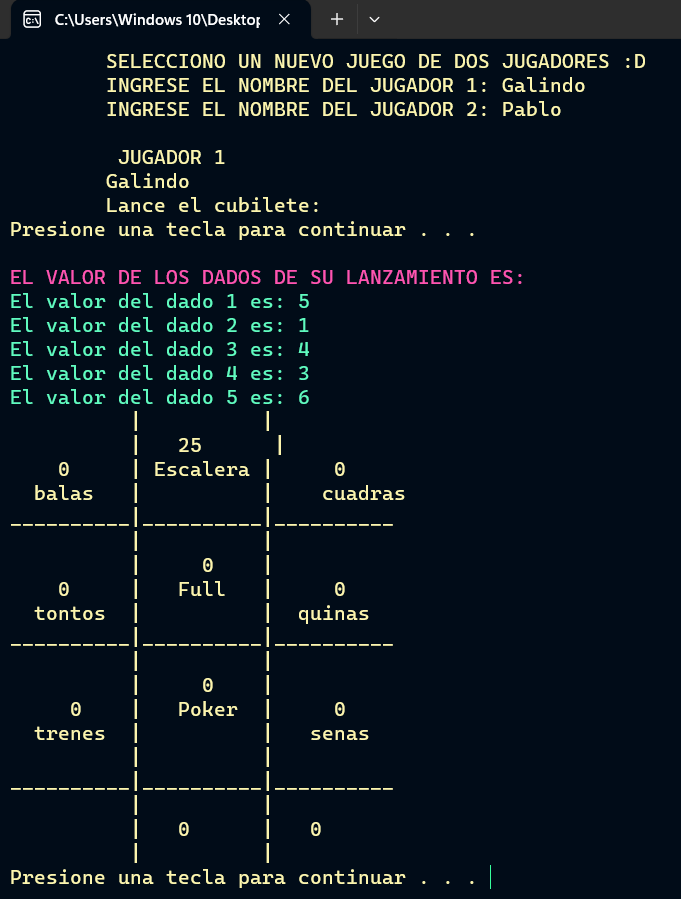 C:\Users\Windows 10\Desktop
SELECCIONO UN NUEVO JUEGO DE DOS JUGADORES :D
INGRESE EL NOMBRE DEL JUGADOR 1: Galindo
INGRESE EL NOMBRE DEL JUGADOR 2: Pablo
JUGADOR 1
Galindo
Lance el cubilete:
Presione una tecla para continuar . . .
EL VALOR DE LOS DADOS DE SU LANZAMIENTO ES:
El valor del dado 1 es: 5
El valor del dado 2 es: 1
El valor del dado 3 es: 4
El valor del dado 4 es: 3
El valor del dado 5 es: 6
| |
| 25 |
0 | Escalera | 0
balas | | cuadras
__________|__________|__________
| |
| 0 |
0 | Full | 0
tontos | | quinas
__________|__________|__________
| |
| 0 |
0 | Poker | 0
trenes | | senas
| |
__________|__________|__________
| |
| 0 | 0
| |
Presione una tecla para continuar . . .